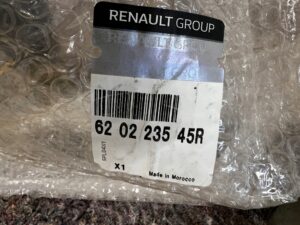 RENAULT GROUP
62 02 235 45R
X1
Made in Morocco